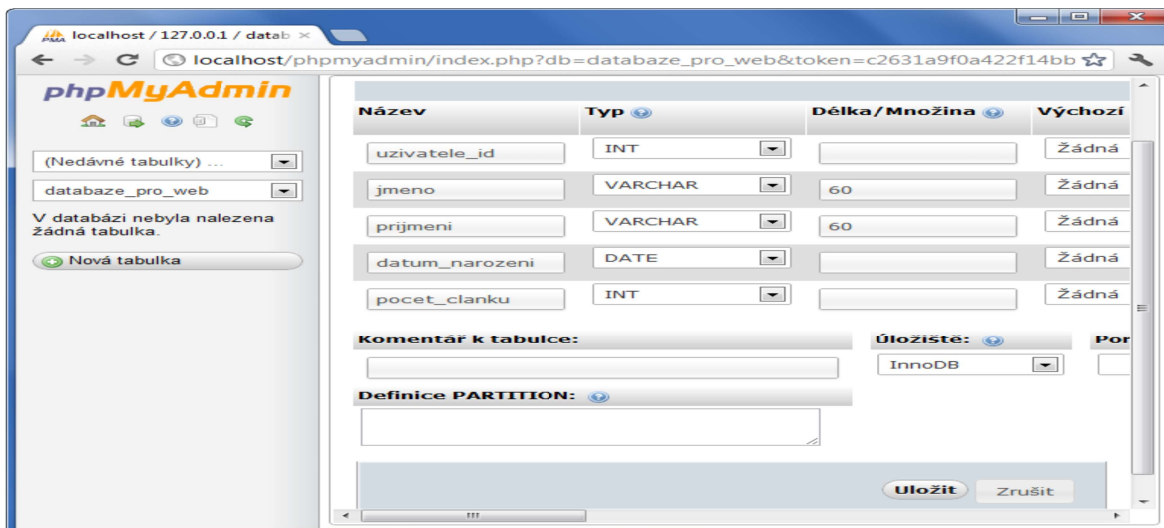 localhost / 127.0.0.1 / datab
localhost/phpmyadmin/index.php?db=databaze_pro_web&token=c2631a9f0a422f14bb
phpMyAdmin
(Nedávné tabulky) ...
databaze_pro_web
V databázi nebyla nalezena
žádná tabulka.
Nová tabulka
Název Typ Délka/Množina Výchozí
uzivatele_id INT Žádná
jmeno VARCHAR 60 Žádná
prijmeni VARCHAR 60 Žádná
datum_narozeni DATE Žádná
pocet_clanku INT Žádná
Komentář k tabulce: Úložiště: Por
InnoDB
Definice PARTITION:
Uložit Zrušit